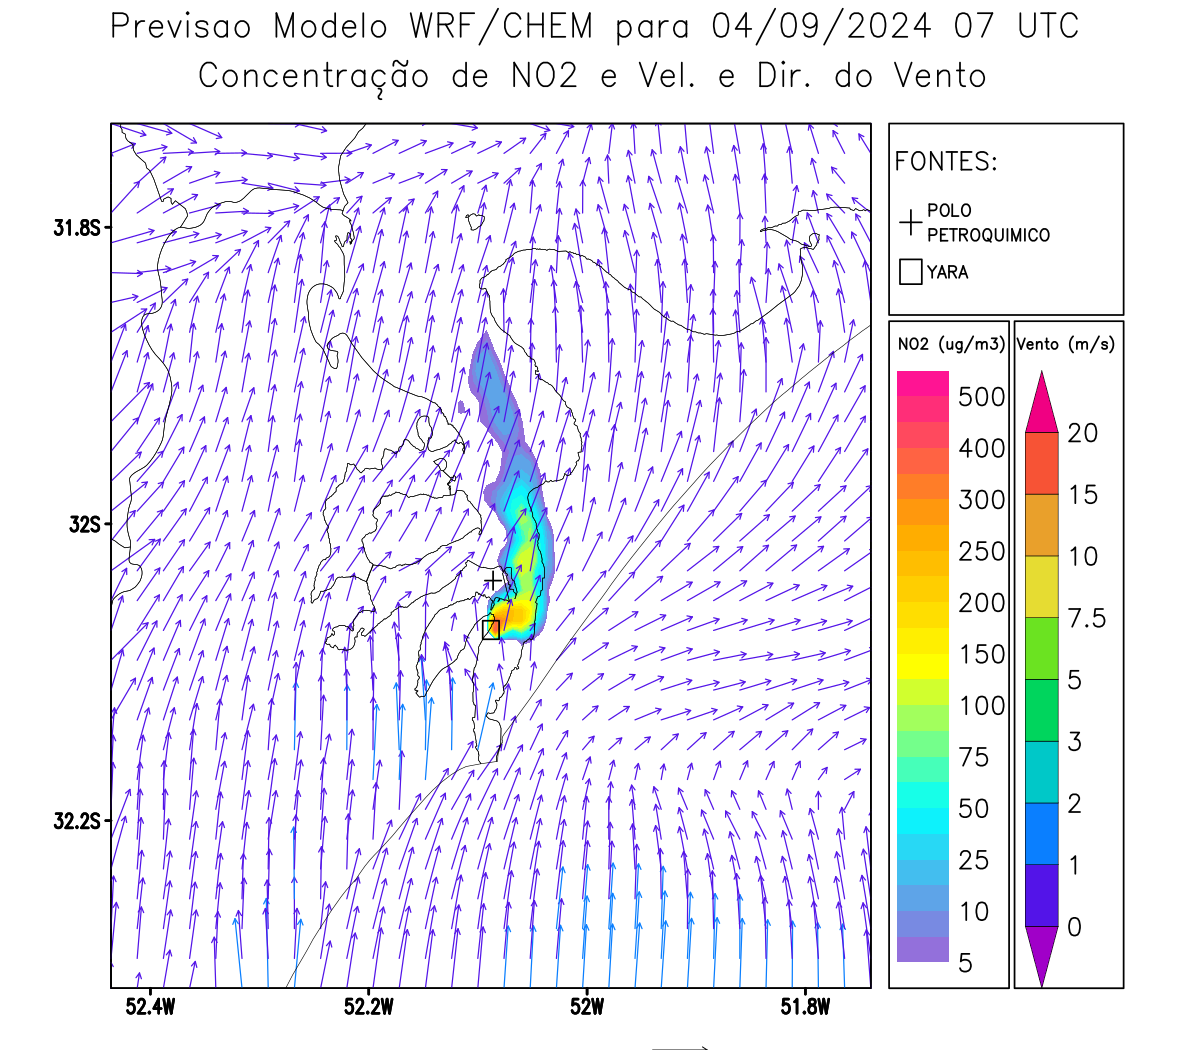 Previsao Modelo WRF/CHEM para 04/09/2024 07 UTC
Concentração de NO2 e Vel. e Dir. do Vento
FONTES:
POLO
PETROQUIMICO
YARA
31.8S
32S
32.2S
52.4W
52.2W
52W
51.8W
NO2 (ug/m3)
500
400
300
250
200
150
100
75
50
25
10
5
Vento (m/s)
20
15
10
7.5
5
3
2
1
0